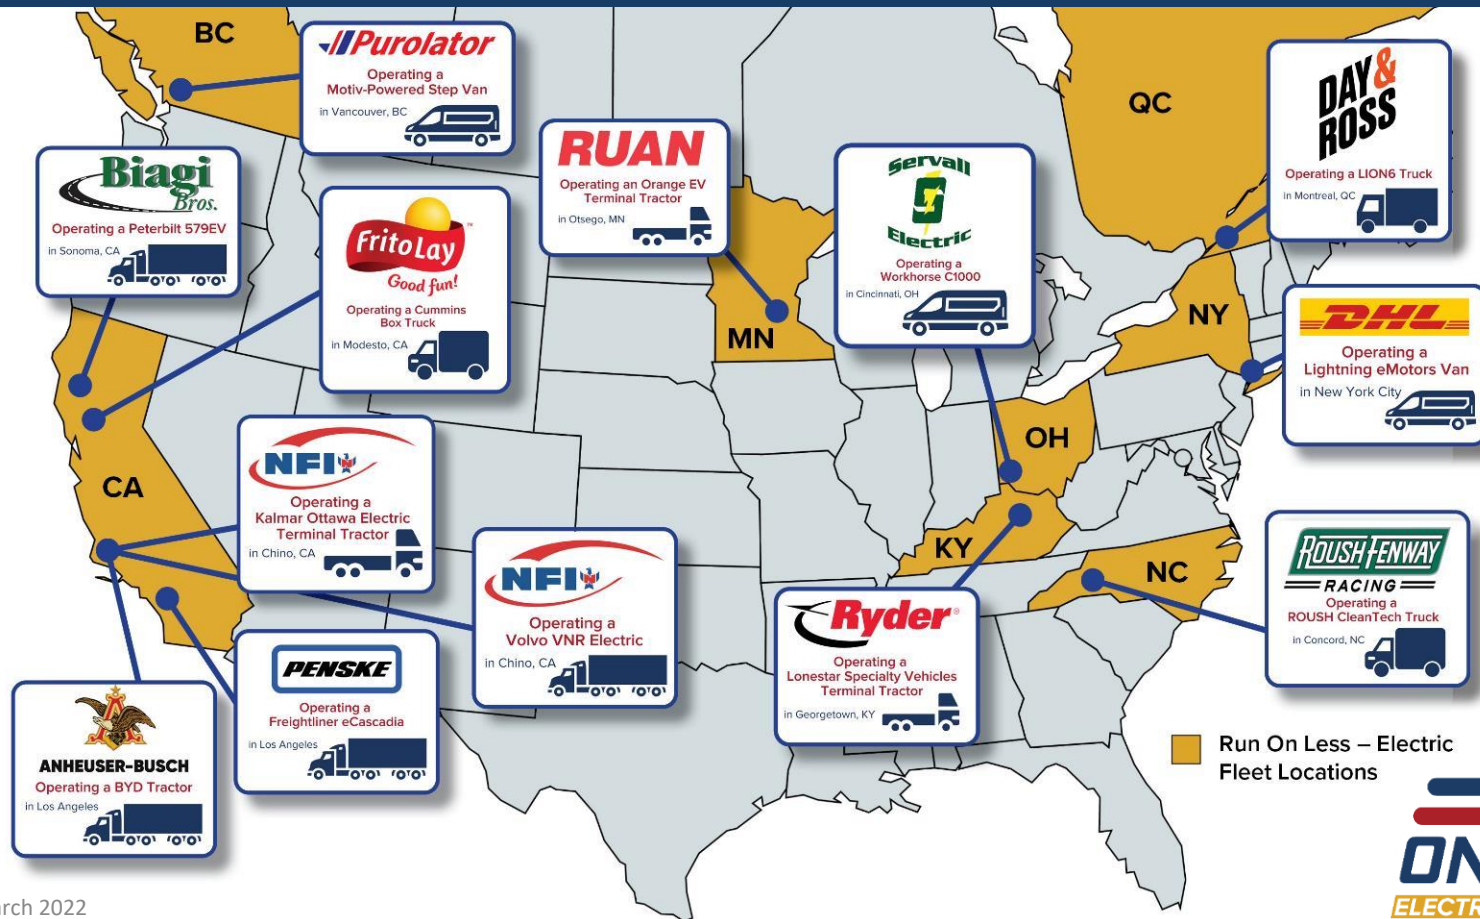 BC
Purolator
Operating a
Motiv-Powered Step Van
in Vancouver, BC
Biagi
Bros.
Operating a Peterbilt 579EV
in Sonoma, CA
FritoLay
Good fun!
Operating a Cummins
Box Truck
in Modesto, CA
RUAN
Operating an Orange EV
Terminal Tractor
in Otsego, MN
MN
Servall
Electric
Operating a
Workhorse C1000
in Cincinnati, OH
QC
DAY &
ROSS
Operating a LION6 Truck
in Montreal, QC
NY
DHL
Operating a
Lightning eMotors Van
in New York City
OH
KY
NC
CA
NFI
Operating a
Kalmar Ottawa Electric
Terminal Tractor
in Chino, CA
NFI
Operating a
Volvo VNR Electric
in Chino, CA
Ryder
Operating a
Lonestar Specialty Vehicles
Terminal Tractor
in Georgetown, KY
ROUSH FENWAY
RACING
Operating a
ROUSH CleanTech Truck
in Concord, NC
PENSKE
Operating a
Freightliner eCascadia
in Los Angeles
ANHEUSER-BUSCH
Operating a BYD Tractor
in Los Angeles
Run On Less – Electric
Fleet Locations
2022